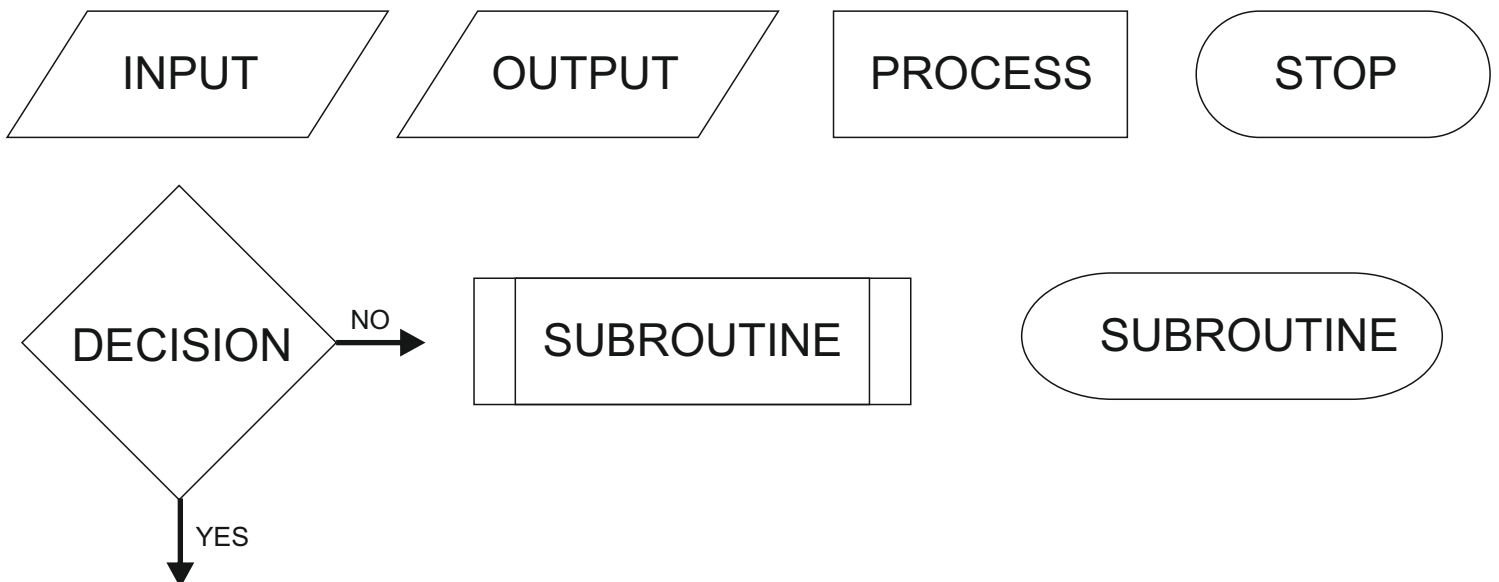 INPUT
OUTPUT
PROCESS
STOP
DECISION
NO
SUBROUTINE
SUBROUTINE
YES